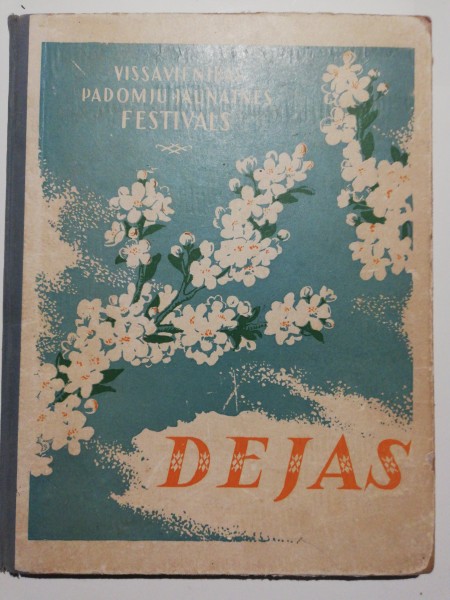 VISSAVIENĪBAS
PADOMJU JAUNATNES
FESTIVALS
DEJAS